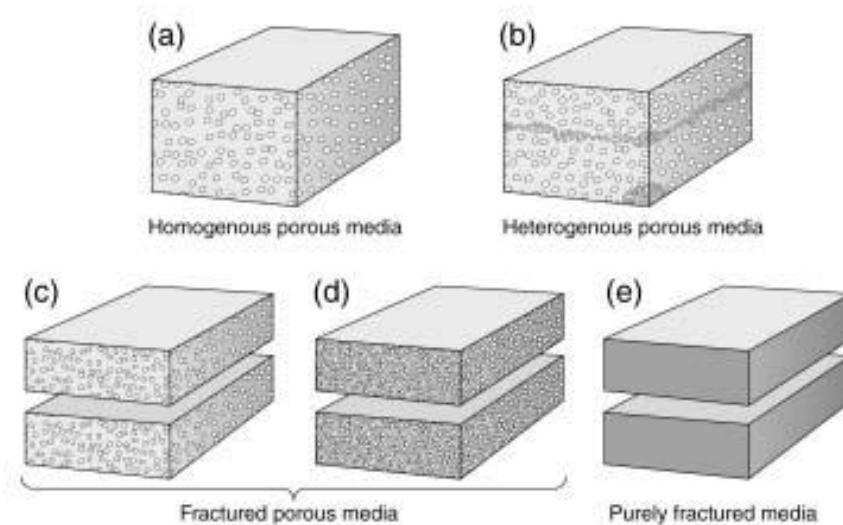 (a)
(b)
Homogenous porous media
Heterogenous porous media
(c)
(d)
(e)
Fractured porous media
Purely fractured media